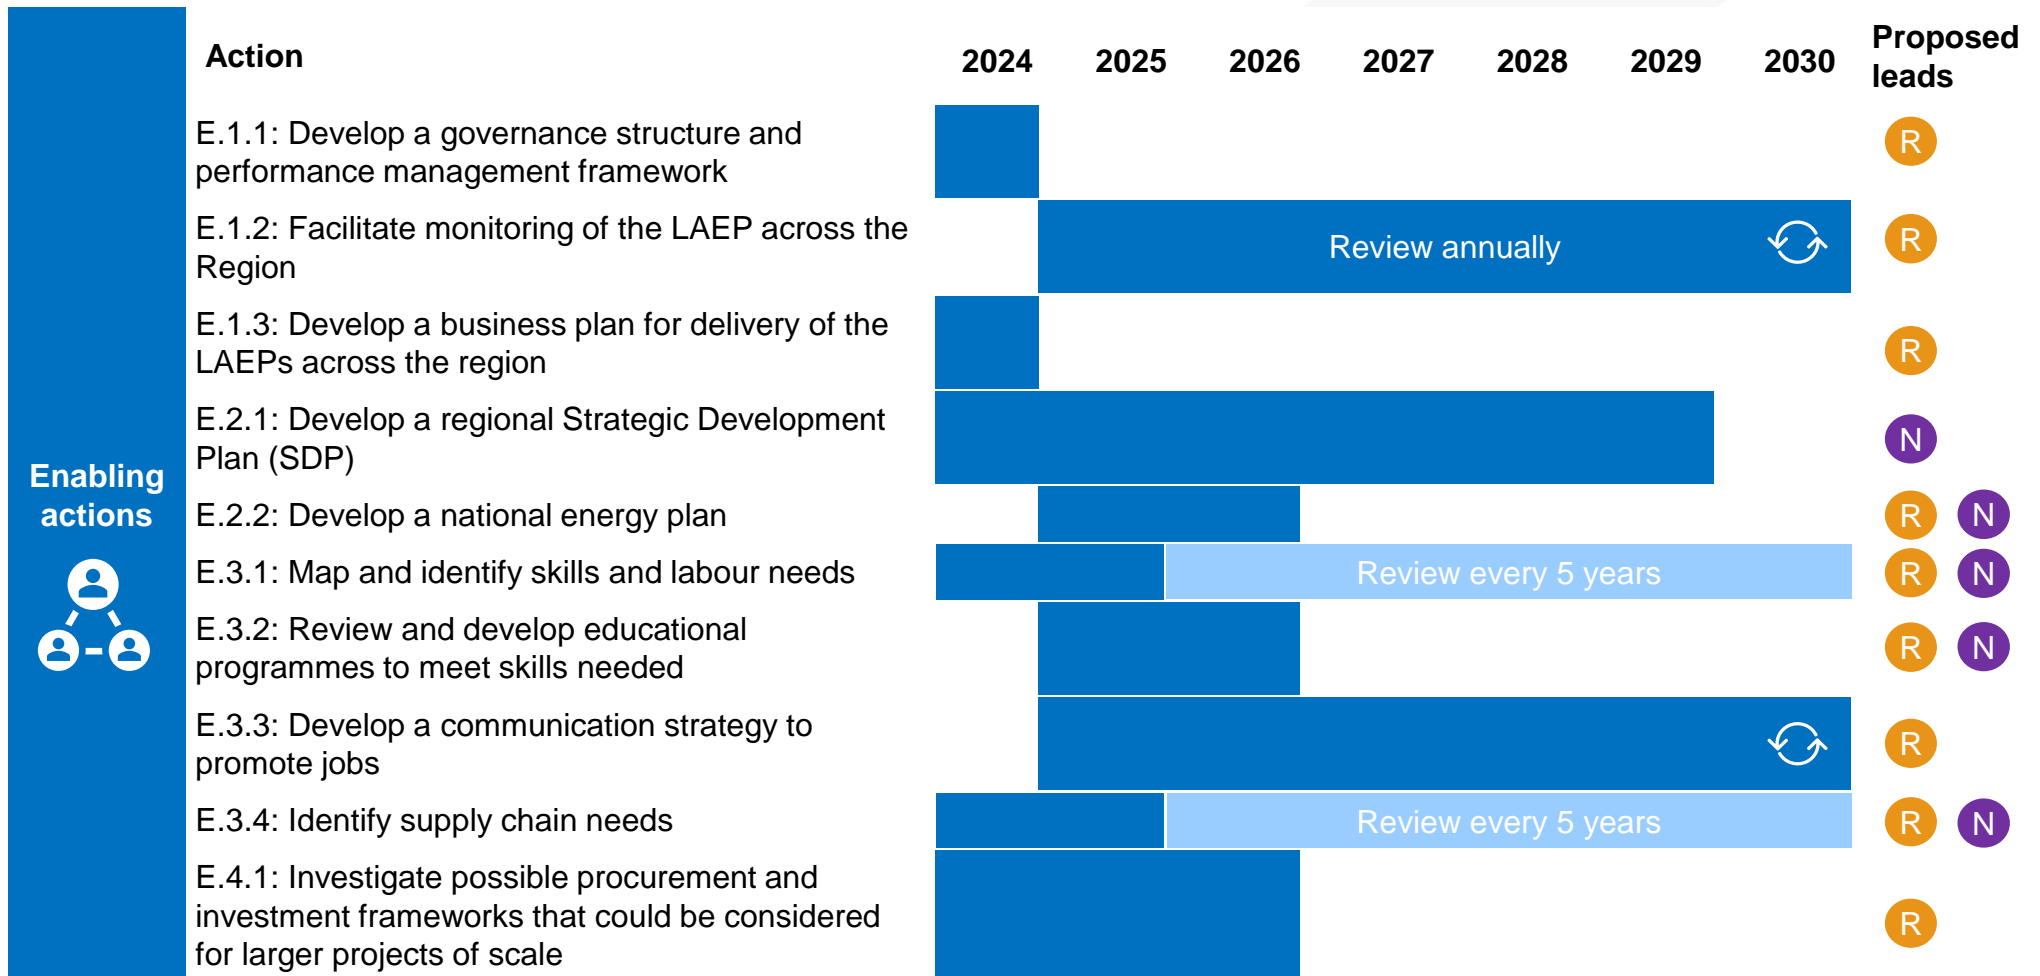 Action
2024 2025 2026 2027 2028 2029 2030
Proposed
leads
Enabling
actions
E.1.1: Develop a governance structure and
performance management framework
R
E.1.2: Facilitate monitoring of the LAEP across the
Region
Review annually
R
E.1.3: Develop a business plan for delivery of the
LAEPs across the region
R
E.2.1: Develop a regional Strategic Development
Plan (SDP)
N
E.2.2: Develop a national energy plan
R N
E.3.1: Map and identify skills and labour needs
Review every 5 years
R N
E.3.2: Review and develop educational
programmes to meet skills needed
R N
E.3.3: Develop a communication strategy to
promote jobs
R
E.3.4: Identify supply chain needs
Review every 5 years
R N
E.4.1: Investigate possible procurement and
investment frameworks that could be considered
for larger projects of scale
R